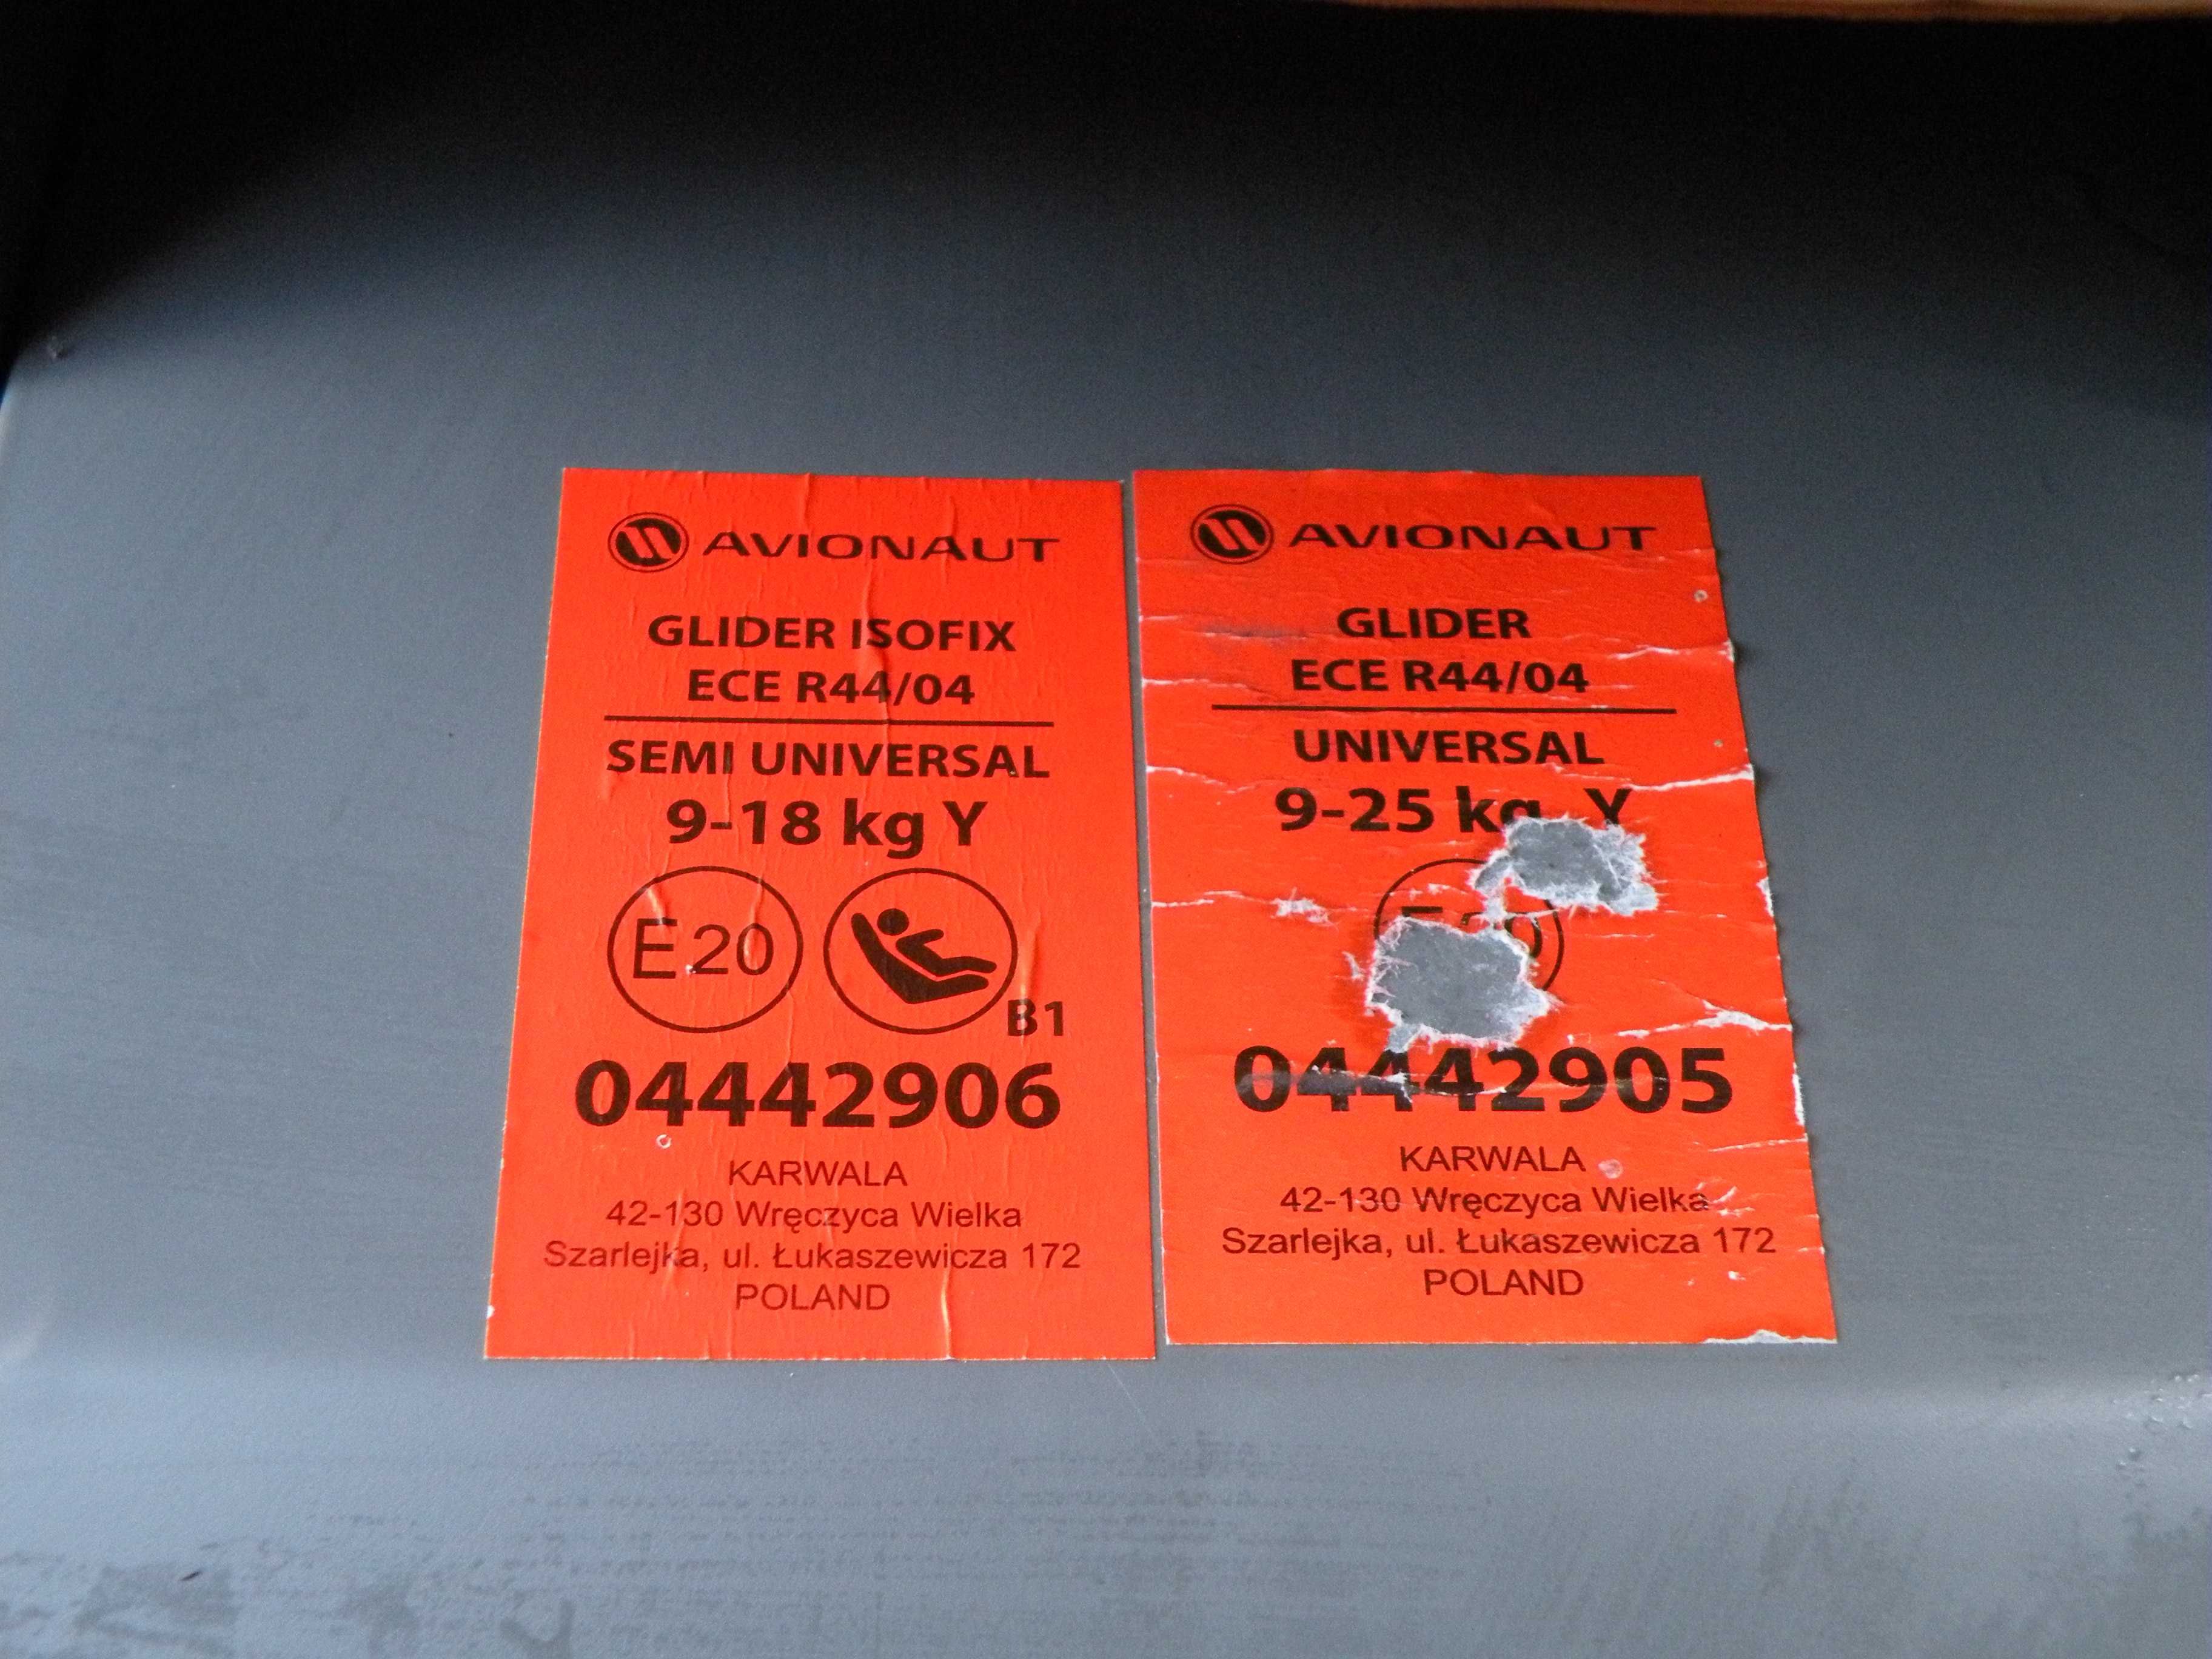 AVIONAUT
GLIDER ISOFIX
ECE R44/04
SEMI UNIVERSAL
9-18 kg Y
E 20
B1
04442906
KARWALA
42-130 Wręczyca Wielka
Szarlejka, ul. Łukaszewicza 172
POLAND
AVIONAUT
GLIDER
ECE R44/04
UNIVERSAL
9-25 kg Y
04442905
KARWALA
42-130 Wręczyca Wielka
Szarlejka, ul. Łukaszewicza 172
POLAND